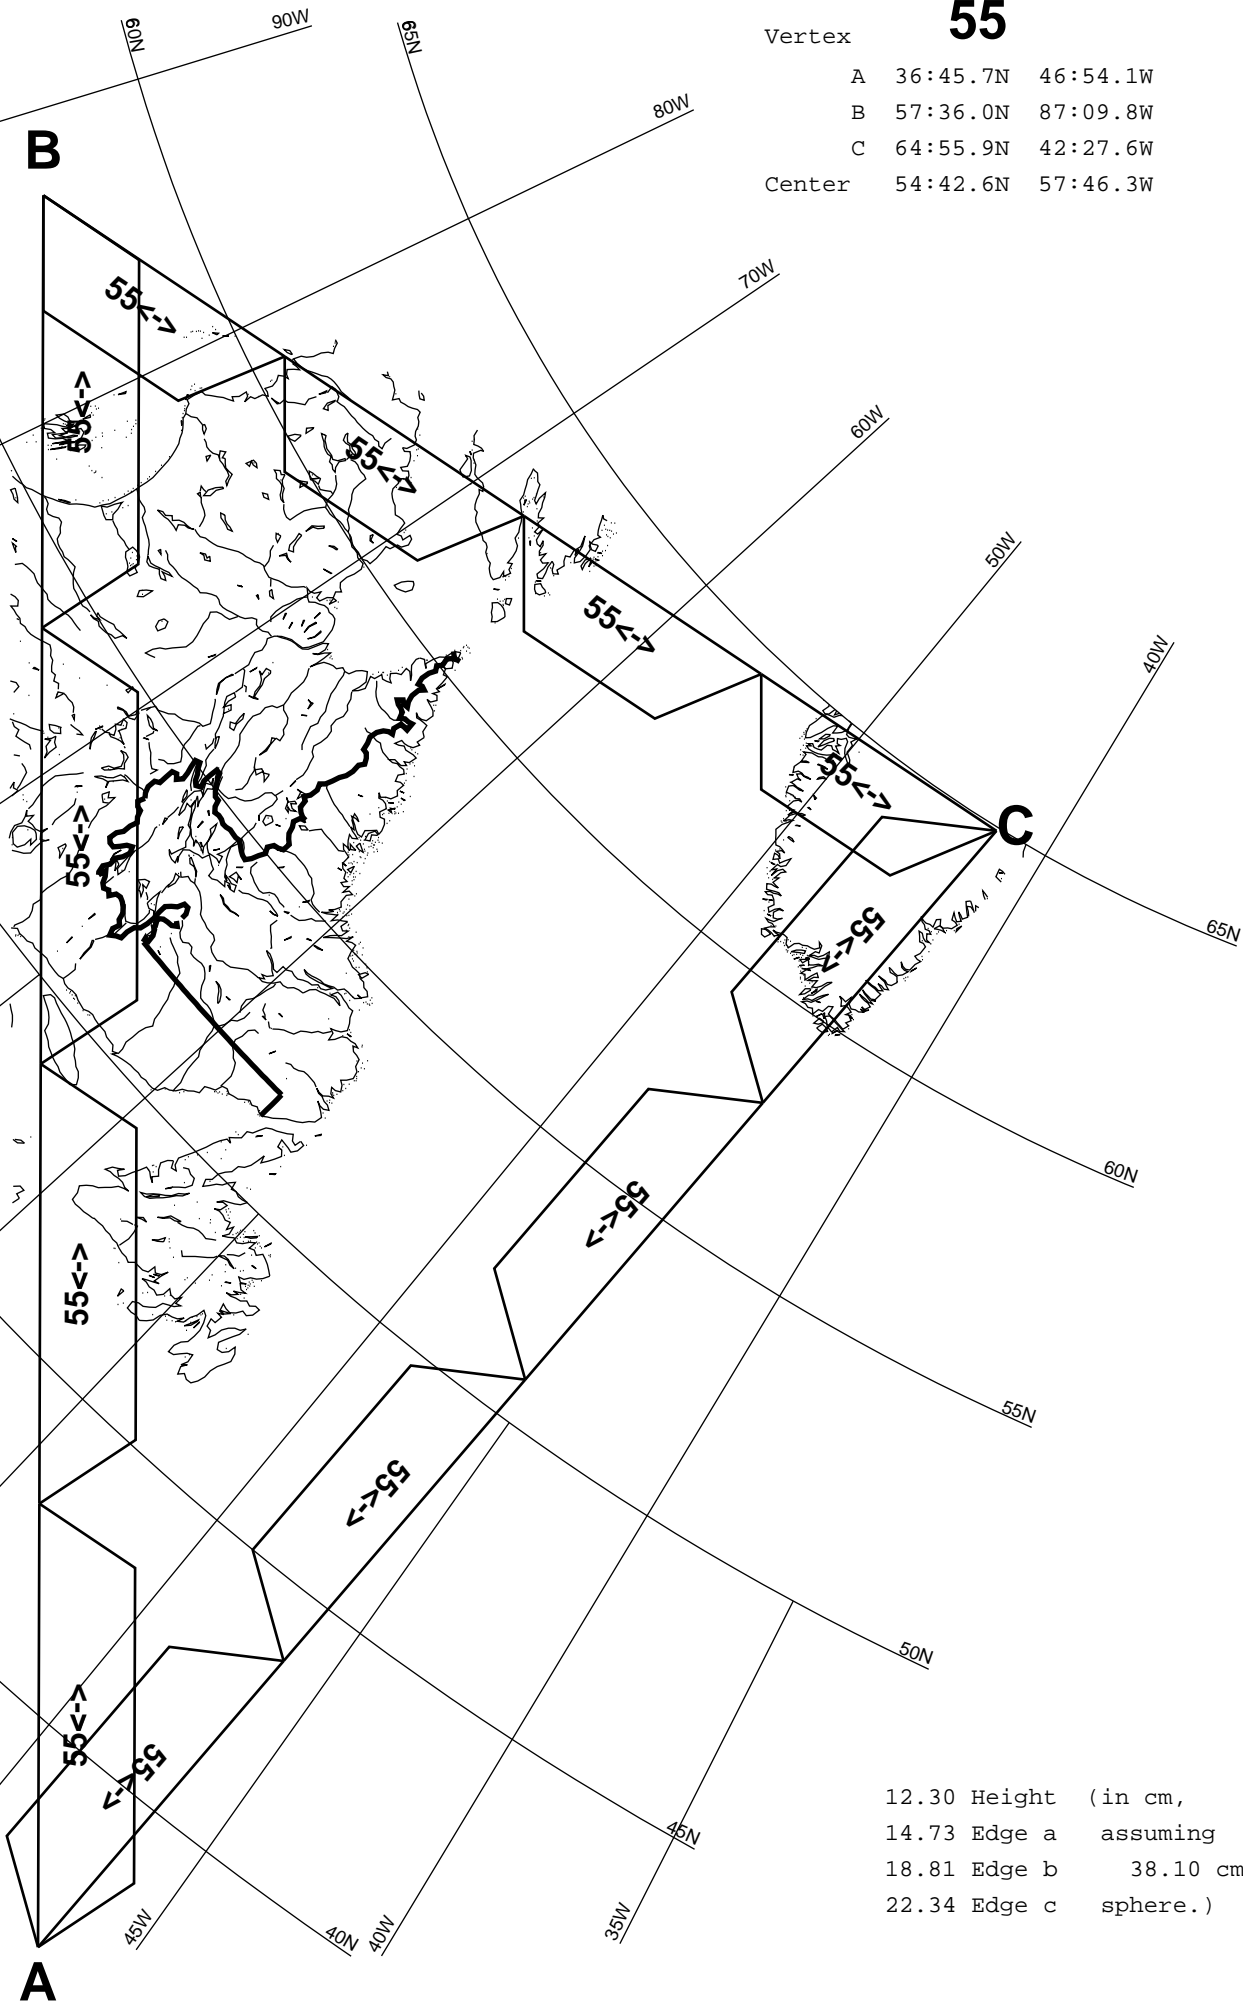 55
Vertex
A 36:45.7N 46:54.1W
B 57:36.0N 87:09.8W
C 64:55.9N 42:27.6W
Center 54:42.6N 57:46.3W
60N
90W
65N
80W
B
70W
55<->
55<->
60W
55<->
50W
55<->
40W
55<->
C
55<->
65N
55<->
60N
55<->
55<->
55N
55<->
50N
55<->
55<->
45N
45W
40N
40W
35W
A
12.30 Height (in cm,
14.73 Edge a assuming
18.81 Edge b 38.10 cm
22.34 Edge c sphere.)